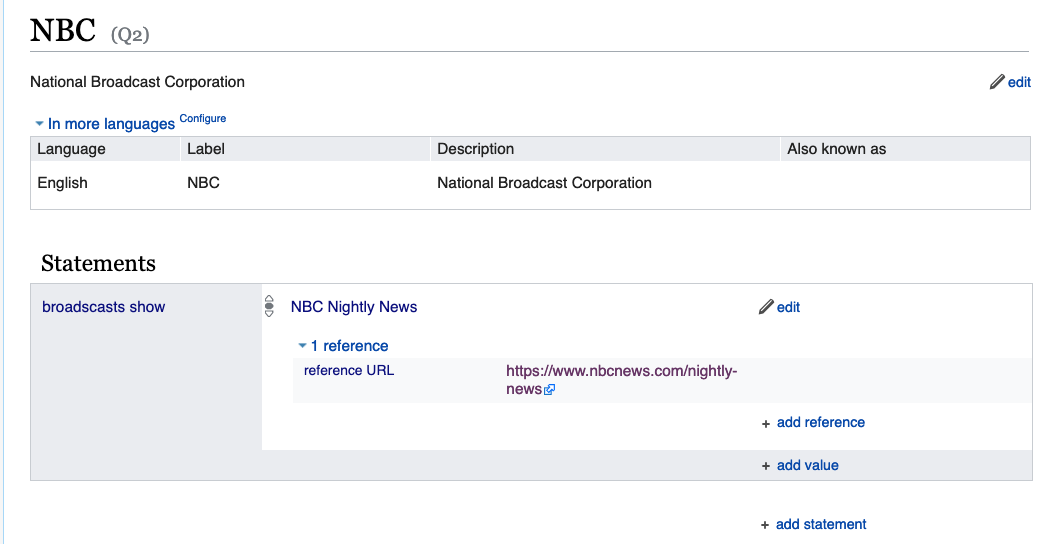 NBC (Q2)
National Broadcast Corporation edit
In more languages Configure
Language Label Description Also known as
English NBC National Broadcast Corporation
Statements
broadscasts show NBC Nightly News edit
1 reference
reference URL https://www.nbcnews.com/nightly-
news
+ add reference
+ add value
+ add statement